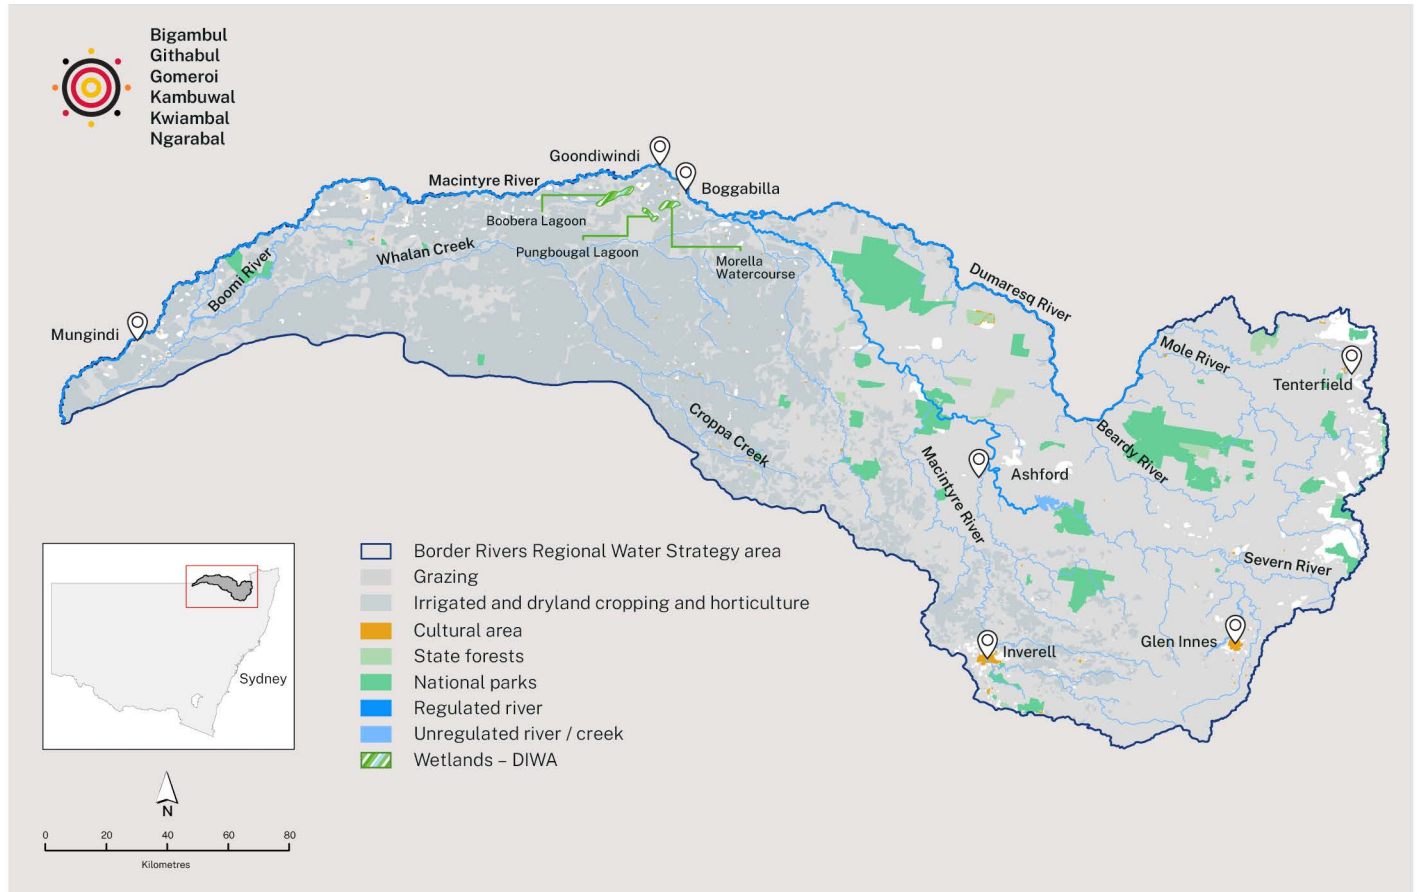 Bigambul
Githabul
Gomeroi
Kambuwal
Kwiambal
Ngarabal
Goondiwindi
Macintyre River
Boggabilla
Boobera Lagoon
Whalan Creek
Pungbougal Lagoon
Morella
Watercourse
Boomi River
Dumaresq River
Mungindi
Mole River
Tenterfield
Croppa Creek
Beardy River
Macintyre River
Ashford
Severn River
Glen Innes
Inverell
Border Rivers Regional Water Strategy area
Grazing
Irrigated and dryland cropping and horticulture
Cultural area
State forests
National parks
Regulated river
Unregulated river / creek
Wetlands – DIWA
Sydney
N
0 20 40 60 80
Kilometres